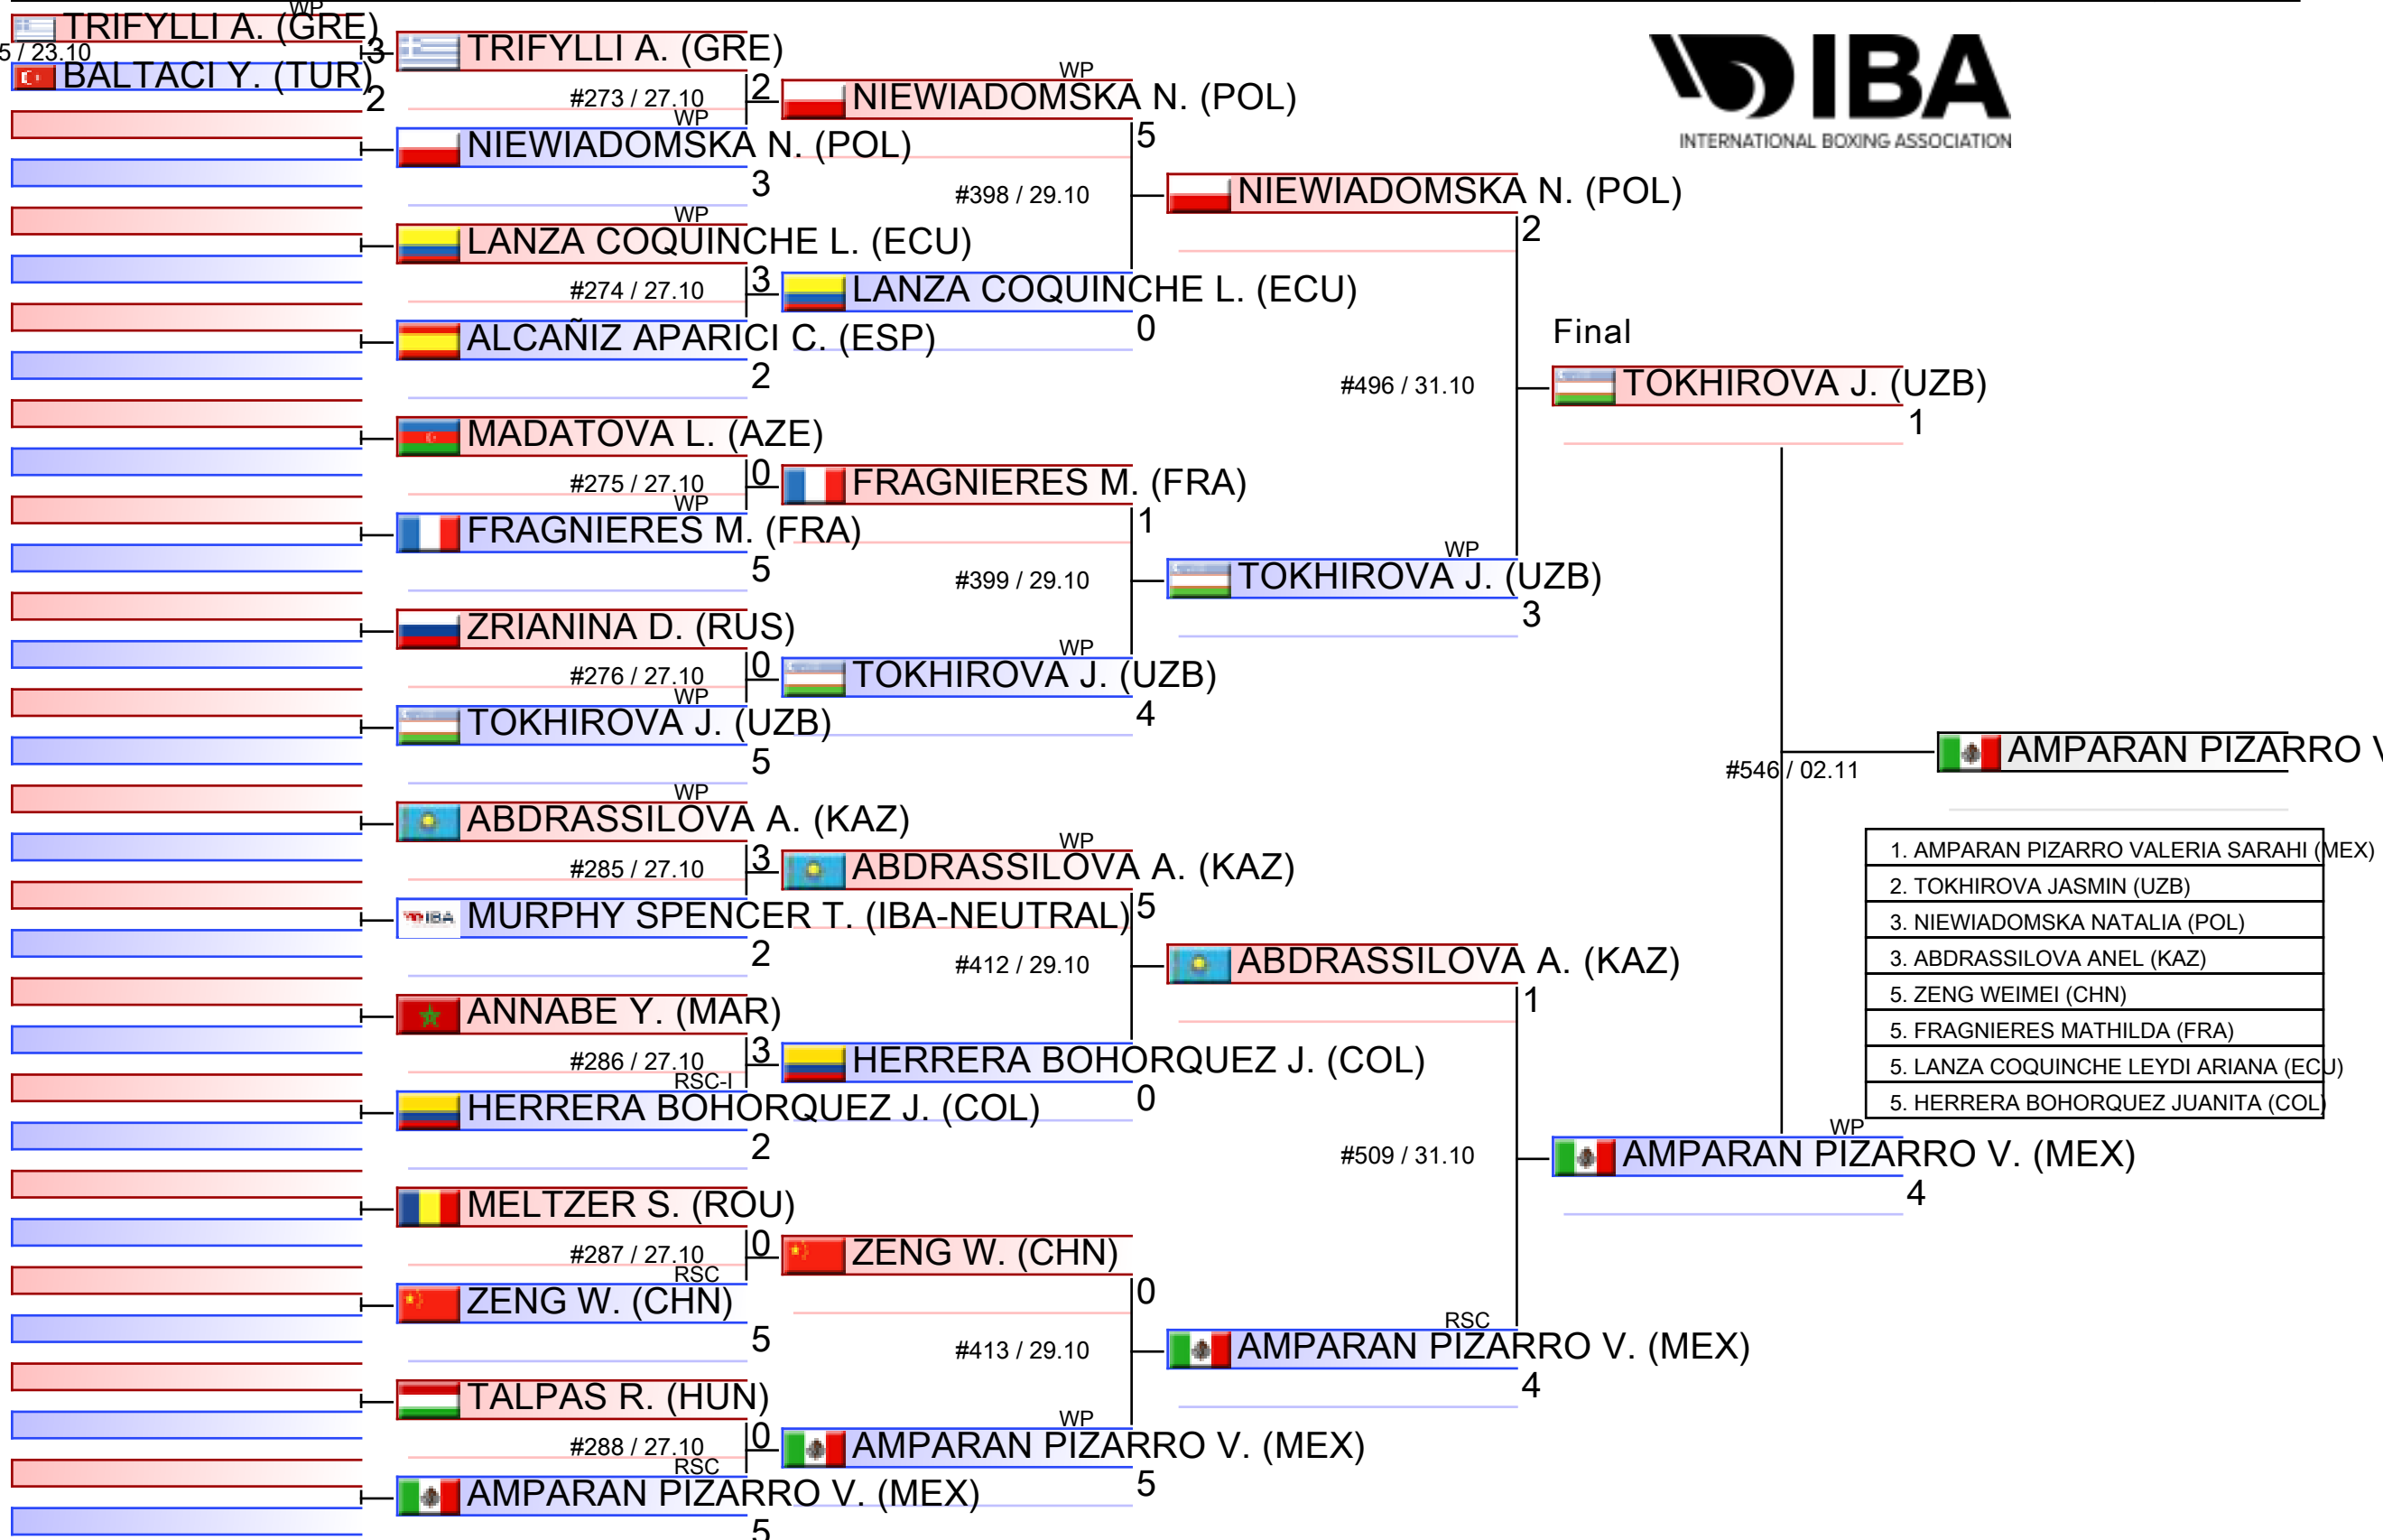 WP
TRIFYLLI A. (GRE)
3
5 / 23.10
BALTACI Y. (TUR)
2
TRIFYLLI A. (GRE)
2
#273 / 27.10
WP
NIEWIADOMSKA N. (POL)
3
WP
LANZA COQUINCHE L. (ECU)
3
#274 / 27.10
ALCAÑIZ APARICI C. (ESP)
2
MADATOVA L. (AZE)
0
#275 / 27.10
WP
FRAGNIERES M. (FRA)
5
ZRIANINA D. (RUS)
0
#276 / 27.10
WP
TOKHIROVA J. (UZB)
5
WP
ABDRASSILOVA A. (KAZ)
3
#285 / 27.10
IBA
MURPHY SPENCER T. (IBA-NEUTRAL)
2
ANNABE Y. (MAR)
3
#286 / 27.10
RSC-I
HERRERA BOHORQUEZ J. (COL)
2
MELTZER S. (ROU)
0
#287 / 27.10
RSC
ZENG W. (CHN)
5
TALPAS R. (HUN)
0
#288 / 27.10
RSC
AMPARAN PIZARRO V. (MEX)
5
WP
NIEWIADOMSKA N. (POL)
5
#398 / 29.10
LANZA COQUINCHE L. (ECU)
0
FRAGNIERES M. (FRA)
1
#399 / 29.10
WP
TOKHIROVA J. (UZB)
4
WP
ABDRASSILOVA A. (KAZ)
5
#412 / 29.10
HERRERA BOHORQUEZ J. (COL)
0
ZENG W. (CHN)
0
#413 / 29.10
WP
AMPARAN PIZARRO V. (MEX)
5
NIEWIADOMSKA N. (POL)
2
#496 / 31.10
WP
TOKHIROVA J. (UZB)
3
ABDRASSILOVA A. (KAZ)
1
#509 / 31.10
RSC
AMPARAN PIZARRO V. (MEX)
4
IBA
INTERNATIONAL BOXING ASSOCIATION
Final
TOKHIROVA J. (UZB)
1
#546 / 02.11
WP
AMPARAN PIZARRO V. (MEX)
4
AMPARAN PIZARRO V
1. AMPARAN PIZARRO VALERIA SARAHI (MEX)
2. TOKHIROVA JASMIN (UZB)
3. NIEWIADOMSKA NATALIA (POL)
3. ABDRASSILOVA ANEL (KAZ)
5. ZENG WEIMEI (CHN)
5. FRAGNIERES MATHILDA (FRA)
5. LANZA COQUINCHE LEYDI ARIANA (ECU)
5. HERRERA BOHORQUEZ JUANITA (COL)